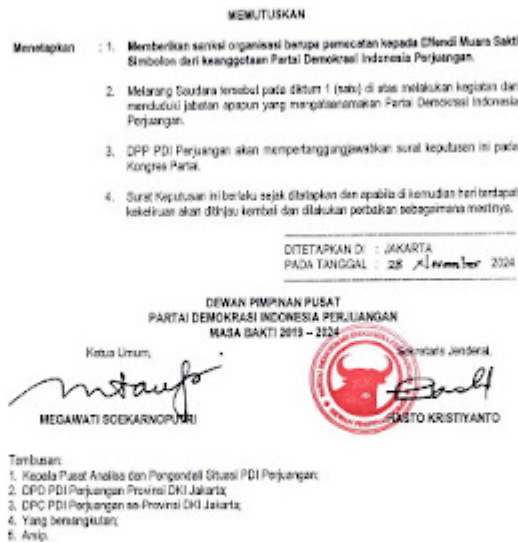 MEMUTUSKAN
Menetapkan : 1. Memberikan sanksi organisasi berupa pemecatan kepada Effendi Muara Sakti
Simbolon dari keanggotaan Partai Demokrasi Indonesia Perjuangan.
2. Melarang Saudara tersebut pada diktum 1 (satu) di atas melakukan kegiatan dan
menduduki jabatan apapun yang mengatasnamakan Partai Demokrasi Indonesia
Perjuangan.
3. DPP PDI Perjuangan akan mempertanggungjawabkan surat keputusan ini pada
Kongres Partai.
4. Surat Keputusan ini berlaku sejak ditetapkan dan apabila di kemudian hari terdapat
kekeliruan akan ditinjau kembali dan dilakukan perbaikan sebagaimana mestinya.
DITETAPKAN DI : JAKARTA
PADA TANGGAL : 28 November 2024
DEWAN PIMPINAN PUSAT
PARTAI DEMOKRASI INDONESIA PERJUANGAN
MASA BAKTI 2019 – 2024
Ketua Umum, Sekretaris Jenderal,
MEGAWATI SOEKARNOPUTRI HASTO KRISTIYANTO
Tembusan:
1. Kepala Pusat Analisa dan Pengendali Situasi PDI Perjuangan;
2. DPD PDI Perjuangan Provinsi DKI Jakarta;
3. DPC PDI Perjuangan se-Provinsi DKI Jakarta;
4. Yang bersangkutan;
5. Arsip.